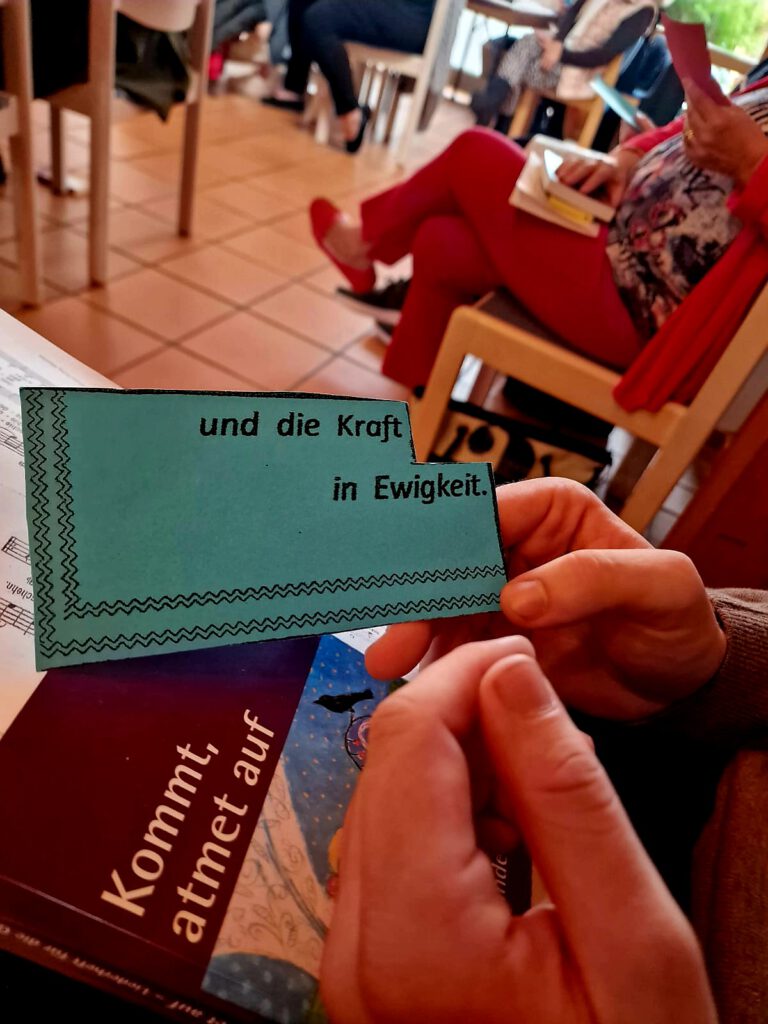 und die Kraft
in Ewigkeit.
Kommt,
atmet auf